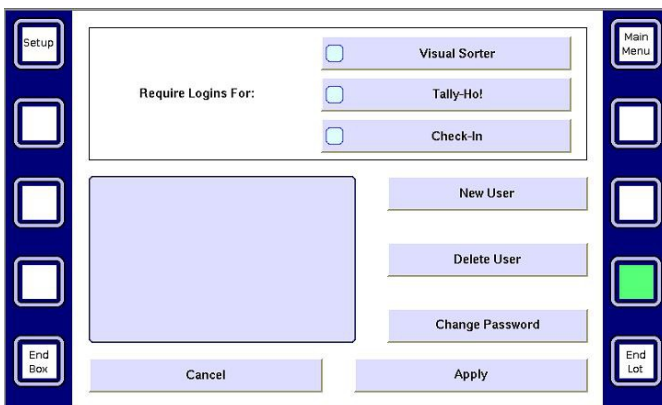 Setup
Main
Menu
Visual Sorter
Require Logins For:
Tally-Ho!
Check-In
New User
Delete User
Change Password
End
Box
Cancel
Apply
End
Lot